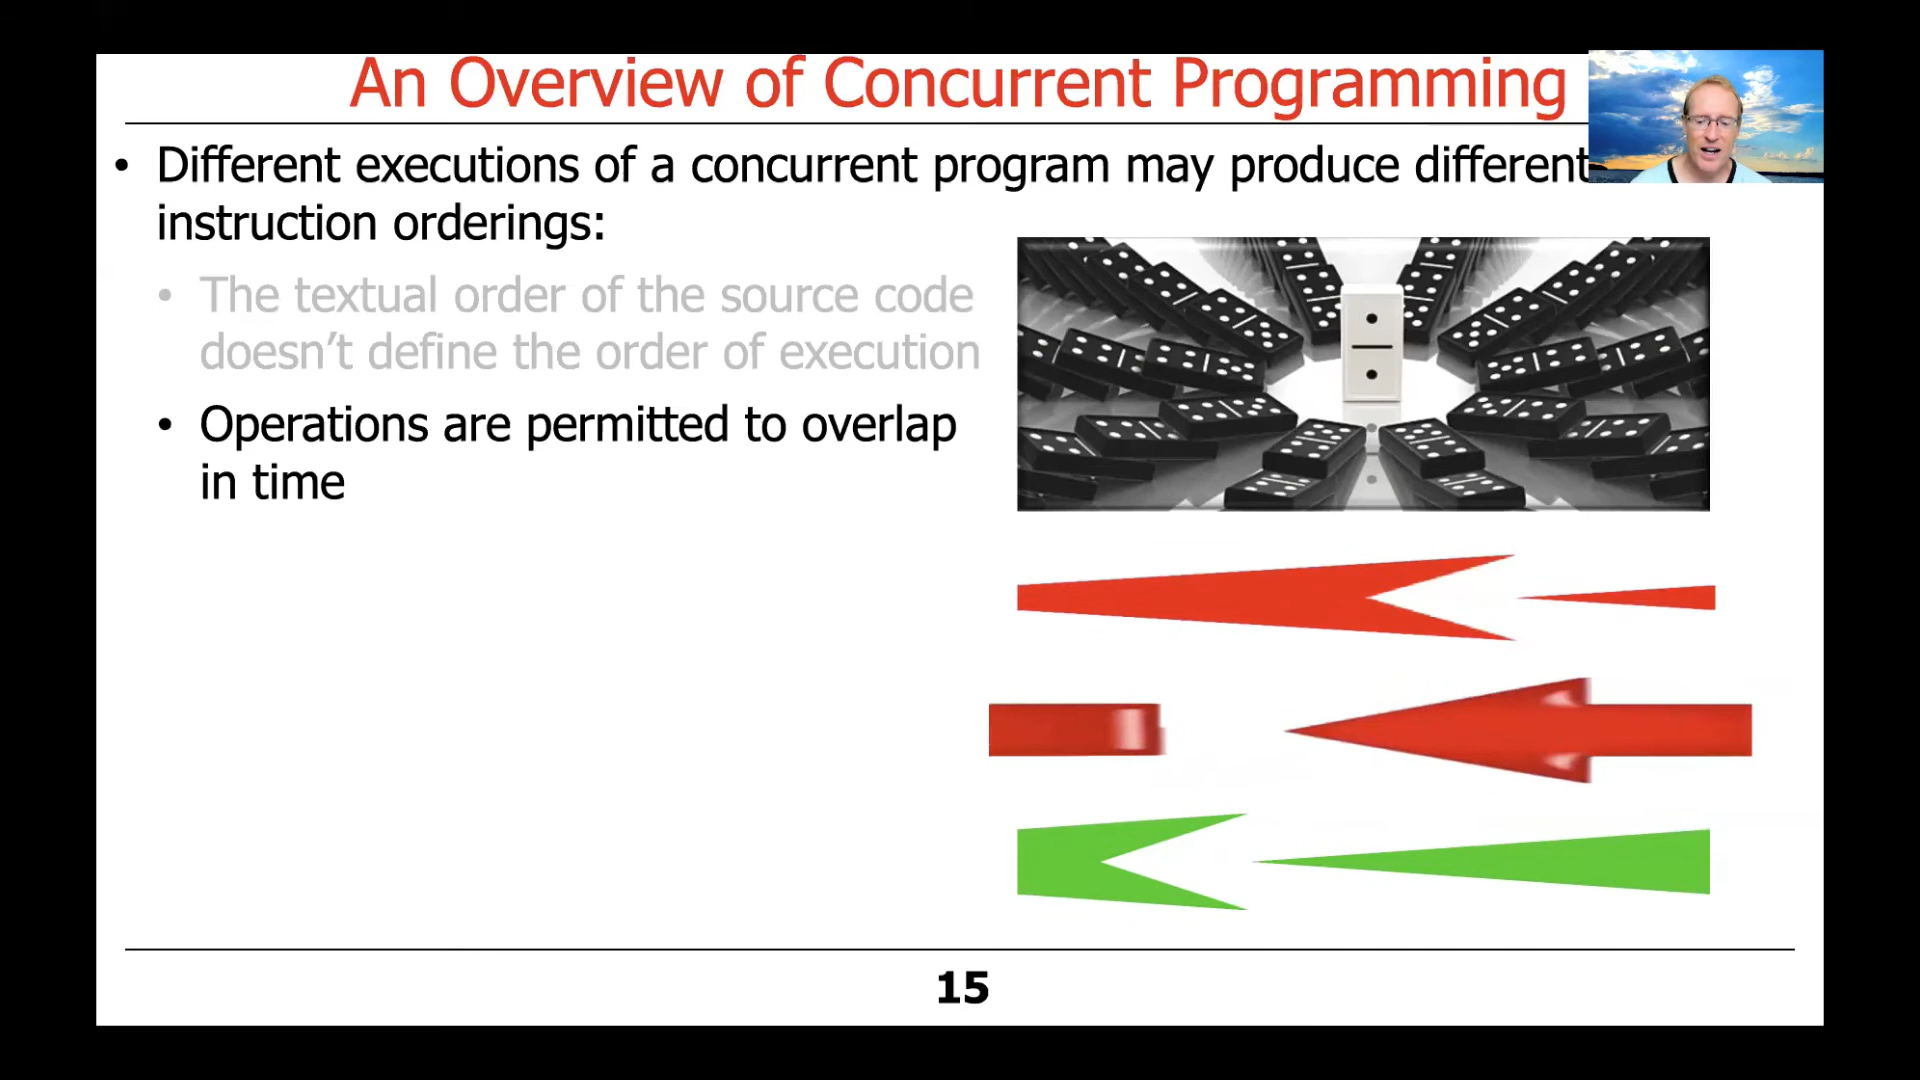 An Overview of Concurrent Programming
• Different executions of a concurrent program may produce different
instruction orderings:
• The textual order of the source code
doesn’t define the order of execution
• Operations are permitted to overlap
in time
15